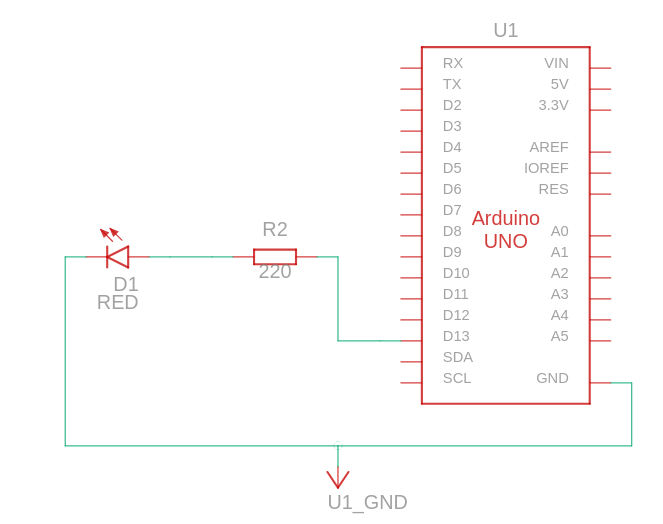 U1
RX VIN
TX 5V
D2 3.3V
D3
D4 AREF
D5 IOREF
D6 RES
D7
Arduino
UNO
D8 A0
D9 A1
D10 A2
D11 A3
D12 A4
D13 A5
SDA
SCL GND
R2
220
D1
RED
U1_GND